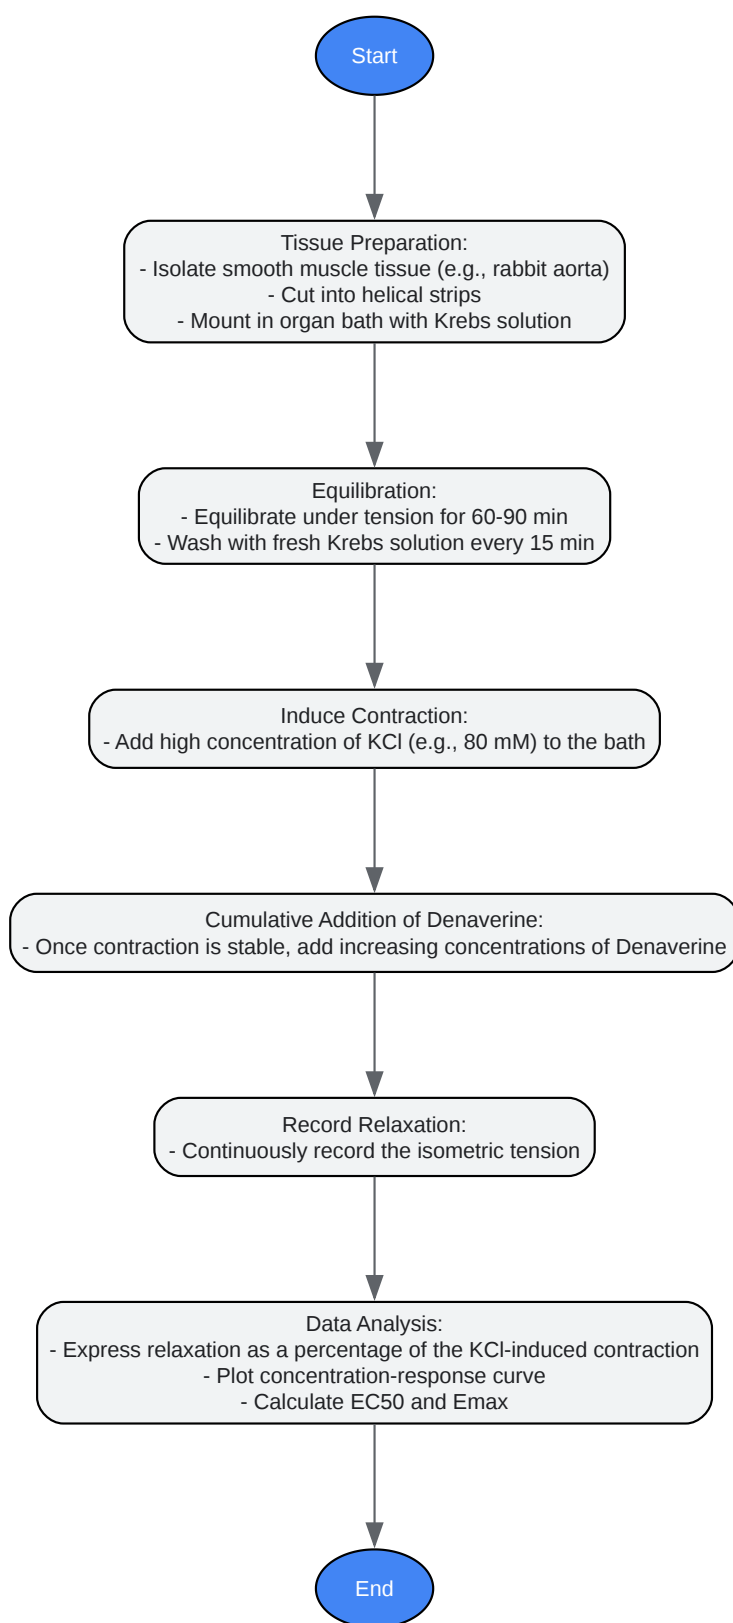 Start
Tissue Preparation:
- Isolate smooth muscle tissue (e.g., rabbit aorta)
- Cut into helical strips
- Mount in organ bath with Krebs solution
Equilibration:
- Equilibrate under tension for 60-90 min
- Wash with fresh Krebs solution every 15 min
Induce Contraction:
- Add high concentration of KCl (e.g., 80 mM) to the bath
Cumulative Addition of Denaverine:
- Once contraction is stable, add increasing concentrations of Denaverine
Record Relaxation:
- Continuously record the isometric tension
Data Analysis:
- Express relaxation as a percentage of the KCl-induced contraction
- Plot concentration-response curve
- Calculate EC50 and Emax
End